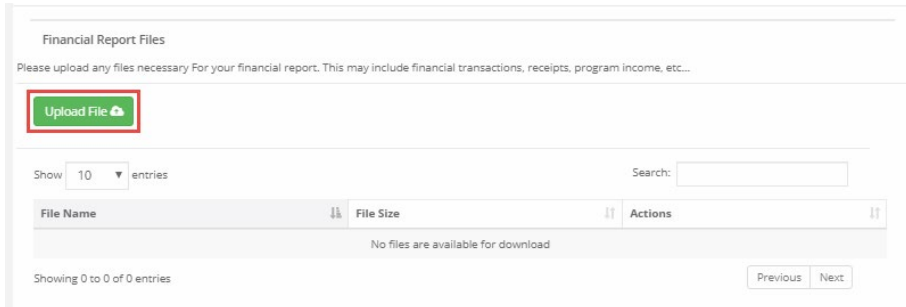 Financial Report Files
Please upload any files necessary For your financial report. This may include financial transactions, receipts, program income, etc...
Upload File
Show 10 entries Search:
File Name File Size Actions
No files are available for download
Showing 0 to 0 of 0 entries Previous Next